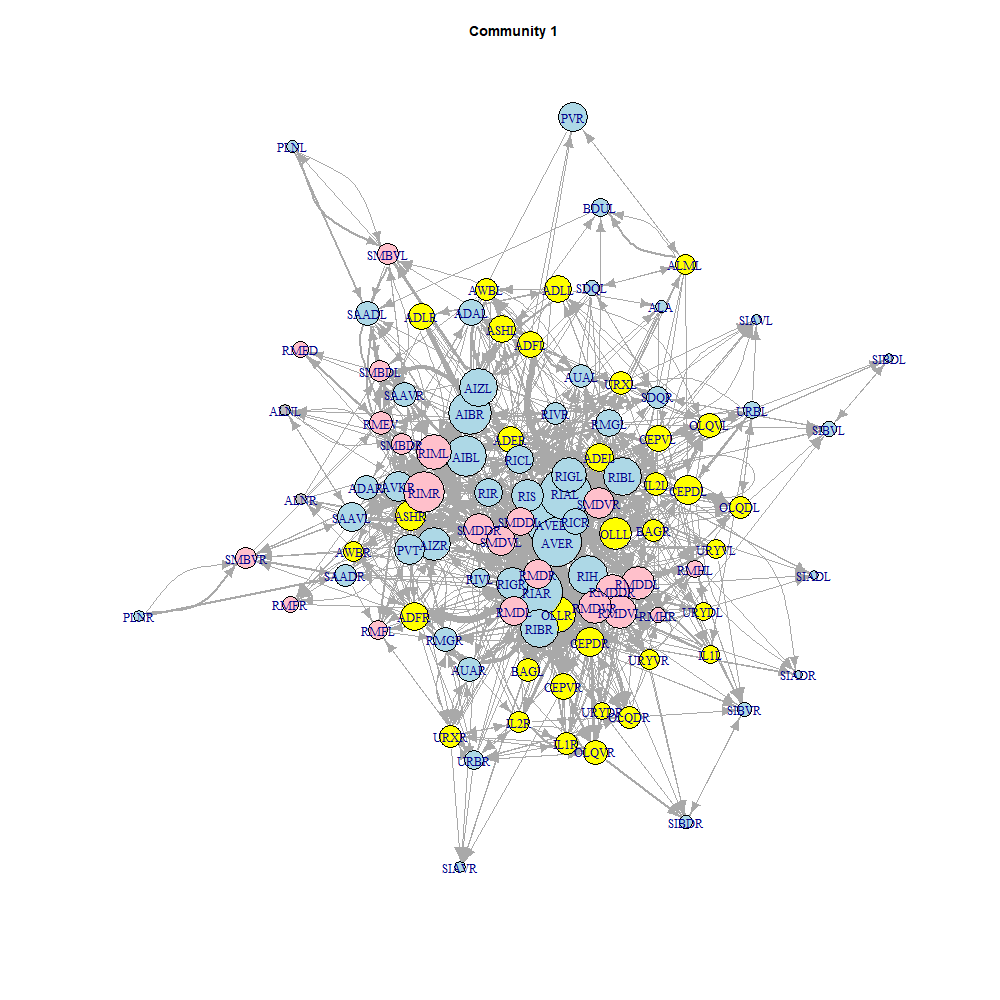 Community 1
PVR
PLNL
BDUL
SMBVL
ALML
AWBL
ADLL
SDQL
SAADL
ADLR
ADAL
ALA
SIAVL
ASHL
ADFL
RMED
SIBDL
SMBDL
AUAL
URXL
AIZL
SAAVR
SDQR
ALNL
AIBR
RIVR
URBL
RMEV
RMGL
OLQVL
SIBVL
SMBDR
ADER
CEPVL
RIML
AIBL
RICL
ADEL
RIGL
RIBL
ADAR
AVKR
RIMR
RIR
RIS
RIAL
IL2L
CEPDL
ALNR
SMDVR
OLQDL
SAAVL
ASHR
SMDDL
RICR
SMDDR
OLLL
BAGR
SMDVL
AVER
AWBR
PVT
AIZR
URYVL
SMBVR
RMHL
SAADR
RIVL
RMDR
RIH
SIADL
RIGR
RMDDL
RIAR
RMDDR
RMFR
RMDL
RMDVR
RMDVL
URYDL
PLNR
ADFR
OLLR
RMHR
RMFL
RIBR
RMGR
CEPDR
IL1L
URYVR
AUAR
BAGL
SIADR
CEPVR
SIBVR
URYDR
OLQDR
IL2R
URXR
IL1R
OLQVR
URBR
SIBDR
SIAVR